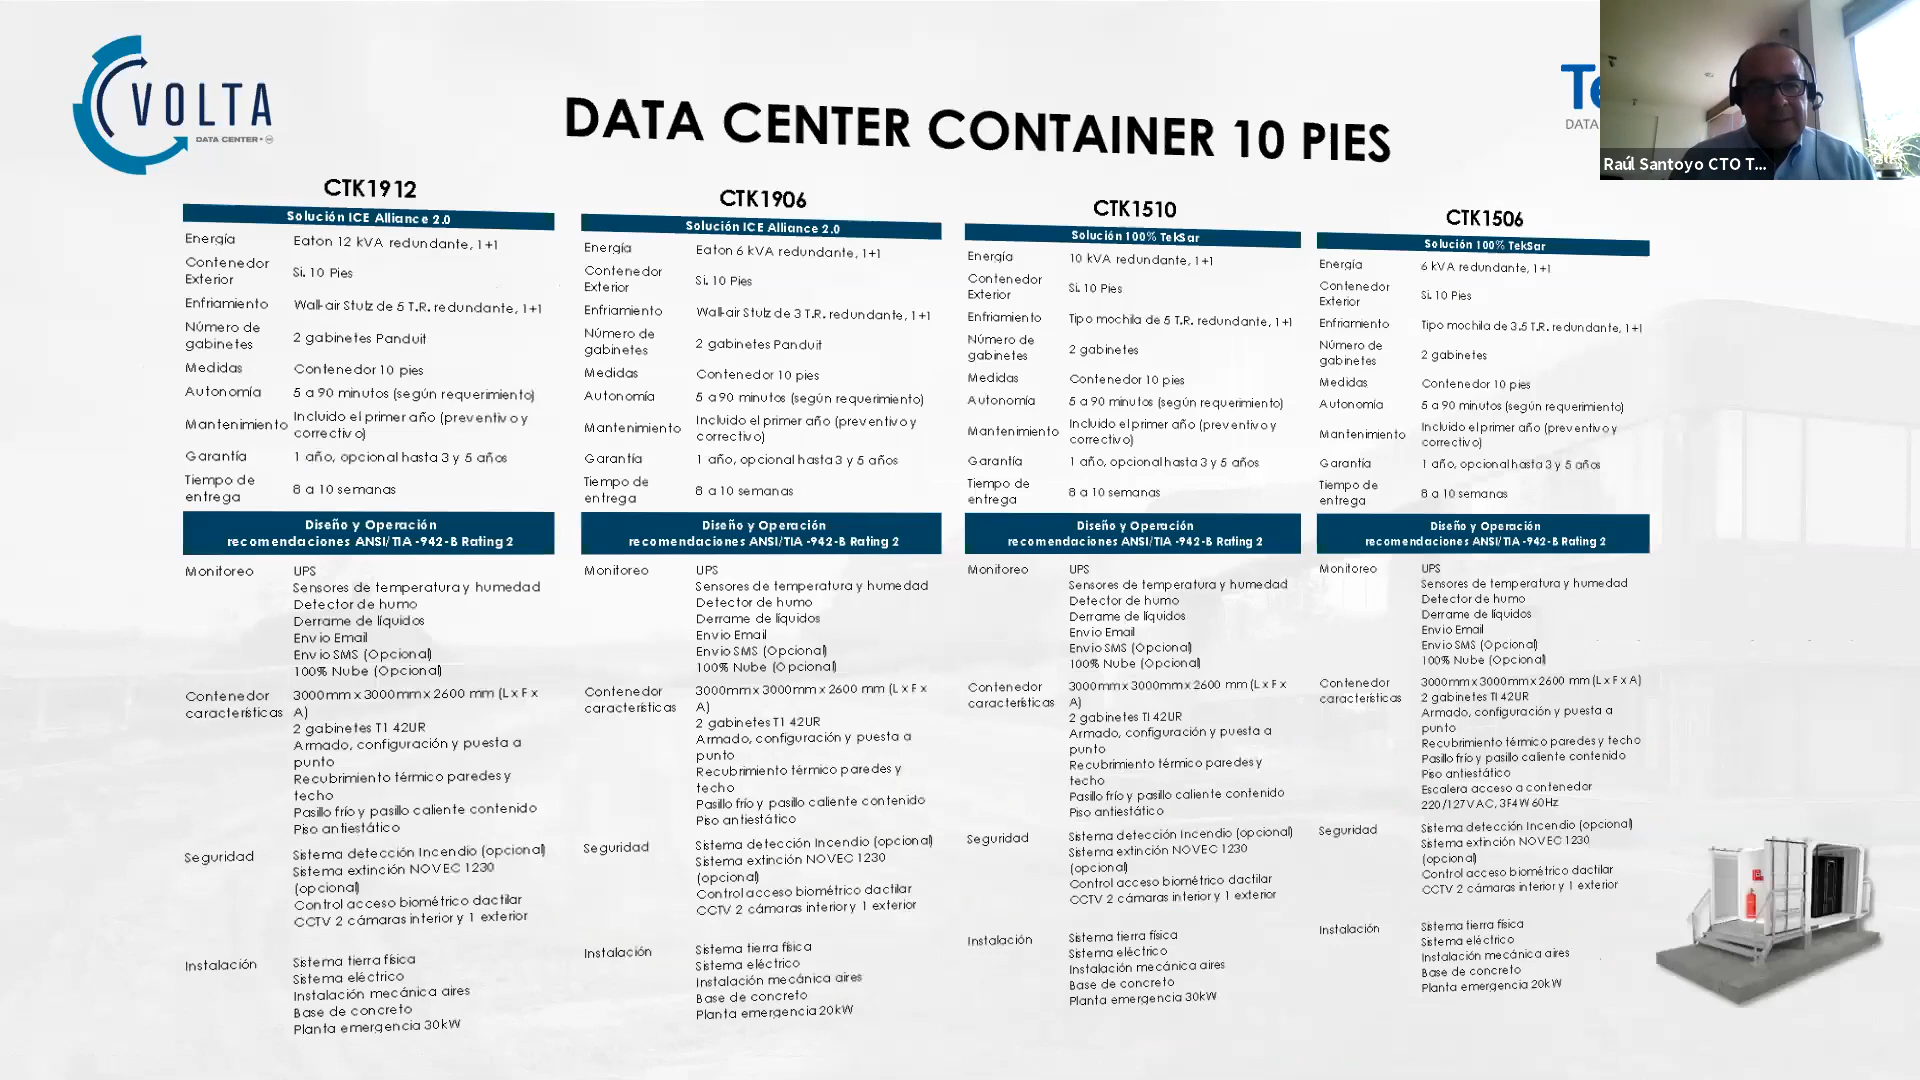 VOLTA
DATA CENTER
DATA CENTER CONTAINER 10 PIES
Te
DATA
Raúl Santoyo CTO T...
CTK1912
Solución ICE Alliance 2.0
Energía Eaton 12 kVA redundante, 1+1
Contenedor
Exterior
Si. 10 Pies
Enfriamiento Wall-air Stulz de 5 T.R. redundante, 1+1
Número de
gabinetes
2 gabinetes Panduit
Medidas Contenedor 10 pies
Autonomía 5 a 90 minutos (según requerimiento)
Mantenimiento Incluido el primer año (preventivo y
correctivo)
Garantía 1 año, opcional hasta 3 y 5 años
Tiempo de
entrega
8 a 10 semanas
Diseño y Operación
recomendaciones ANSI/TIA -942-B Rating 2
Monitoreo UPS
Sensores de temperatura y humedad
Detector de humo
Derrame de líquidos
Envio Email
Envio SMS (Opcional)
100% Nube (Opcional)
Contenedor
características
3000mm x 3000mm x 2600 mm (L x F x
A)
2 gabinetes T1 42UR
Armado, configuración y puesta a
punto
Recubrimiento térmico paredes y
techo
Pasillo frío y pasillo caliente contenido
Piso antiestático
Seguridad Sistema detección Incendio (opcional)
Sistema extinción NOVEC 1230
(opcional)
Control acceso biométrico dactilar
CCTV 2 cámaras interior y 1 exterior
Instalación Sistema tierra física
Sistema eléctrico
Instalación mecánica aires
Base de concreto
Planta emergencia 30kW
CTK1906
Solución ICE Alliance 2.0
Energía Eaton 6 kVA redundante, 1+1
Contenedor
Exterior
Si. 10 Pies
Enfriamiento Wall-air Stulz de 3 T.R. redundante, 1+1
Número de
gabinetes
2 gabinetes Panduit
Medidas Contenedor 10 pies
Autonomía 5 a 90 minutos (según requerimiento)
Mantenimiento Incluido el primer año (preventivo y
correctivo)
Garantía 1 año, opcional hasta 3 y 5 años
Tiempo de
entrega
8 a 10 semanas
Diseño y Operación
recomendaciones ANSI/TIA -942-B Rating 2
Monitoreo UPS
Sensores de temperatura y humedad
Detector de humo
Derrame de líquidos
Envio Email
Envio SMS (Opcional)
100% Nube (Opcional)
Contenedor
características
3000mm x 3000mm x 2600 mm (L x F x
A)
2 gabinetes T1 42UR
Armado, configuración y puesta a
punto
Recubrimiento térmico paredes y
techo
Pasillo frío y pasillo caliente contenido
Piso antiestático
Seguridad Sistema detección Incendio (opcional)
Sistema extinción NOVEC 1230
(opcional)
Control acceso biométrico dactilar
CCTV 2 cámaras interior y 1 exterior
Instalación Sistema tierra física
Sistema eléctrico
Instalación mecánica aires
Base de concreto
Planta emergencia 20kW
CTK1510
Solución 100% TekSar
Energía 10 kVA redundante, 1+1
Contenedor
Exterior
Si. 10 Pies
Enfriamiento Tipo mochila de 5 T.R. redundante, 1+1
Número de
gabinetes
2 gabinetes
Medidas Contenedor 10 pies
Autonomía 5 a 90 minutos (según requerimiento)
Mantenimiento Incluido el primer año (preventivo y
correctivo)
Garantía 1 año, opcional hasta 3 y 5 años
Tiempo de
entrega
8 a 10 semanas
Diseño y Operación
recomendaciones ANSI/TIA -942-B Rating 2
Monitoreo UPS
Sensores de temperatura y humedad
Detector de humo
Derrame de líquidos
Envio Email
Envio SMS (Opcional)
100% Nube (Opcional)
Contenedor
características
3000mm x 3000mm x 2600 mm (L x F x
A)
2 gabinetes TI 42UR
Armado, configuración y puesta a
punto
Recubrimiento térmico paredes y
techo
Pasillo frío y pasillo caliente contenido
Piso antiestático
Seguridad Sistema detección Incendio (opcional)
Sistema extinción NOVEC 1230
(opcional)
Control acceso biométrico dactilar
CCTV 2 cámaras interior y 1 exterior
Instalación Sistema tierra física
Sistema eléctrico
Instalación mecánica aires
Base de concreto
Planta emergencia 30kW
CTK1506
Solución 100% TekSar
Energía 6 kVA redundante, 1+1
Contenedor
Exterior
Si. 10 Pies
Enfriamiento Tipo mochila de 3.5 T.R. redundante, 1+1
Número de
gabinetes
2 gabinetes
Medidas Contenedor 10 pies
Autonomía 5 a 90 minutos (según requerimiento)
Mantenimiento Incluido el primer año (preventivo y
correctivo)
Garantía 1 año, opcional hasta 3 y 5 años
Tiempo de
entrega
8 a 10 semanas
Diseño y Operación
recomendaciones ANSI/TIA -942-B Rating 2
Monitoreo UPS
Sensores de temperatura y humedad
Detector de humo
Derrame de líquidos
Envio Email
Envio SMS (Opcional)
100% Nube (Opcional)
Contenedor
características
3000mm x 3000mm x 2600 mm (L x F x A)
2 gabinetes TI 42UR
Armado, configuración y puesta a
punto
Recubrimiento térmico paredes y techo
Pasillo frío y pasillo caliente contenido
Piso antiestático
Escalera acceso a contenedor
220/127VAC, 3F4W 60Hz
Seguridad Sistema detección Incendio (opcional)
Sistema extinción NOVEC 1230
(opcional)
Control acceso biométrico dactilar
CCTV 2 cámaras interior y 1 exterior
Instalación Sistema tierra física
Sistema eléctrico
Instalación mecánica aires
Base de concreto
Planta emergencia 20kW